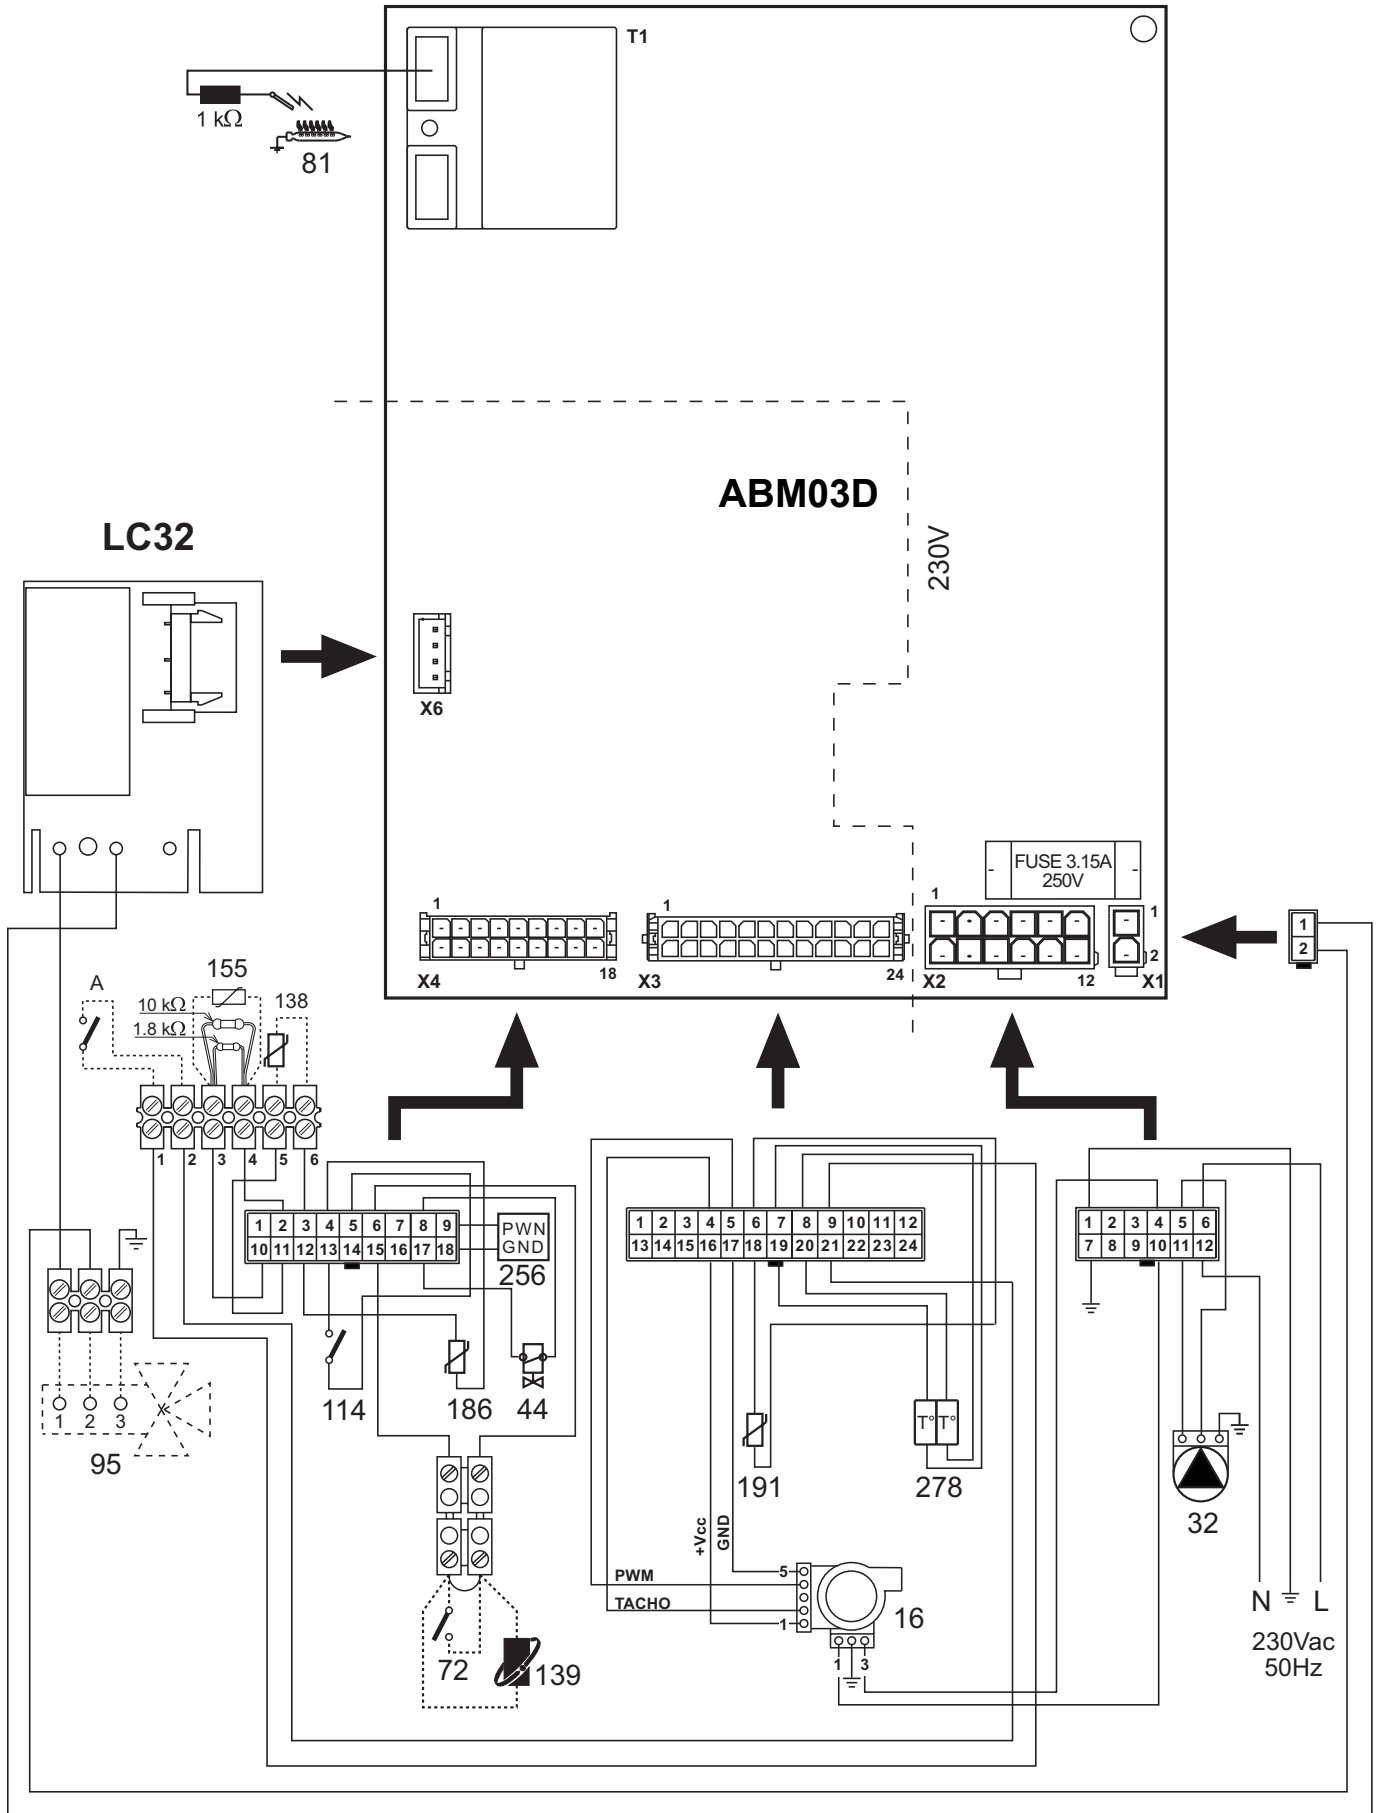 T1
1 kΩ
81
ABM03D
230V
LC32
X6
FUSE 3.15A
250V
1
1
1
1
X4
18
X3
24
X2
12
2
X1
1
2
A
155
10 kΩ
1.8 kΩ
138
1 2 3 4 5 6
1 2 3 4 5 6 7 8 9
10 11 12 13 14 15 16 17 18
PWN
GND
256
1 2 3 4 5 6 7 8 9 10 11 12
13 14 15 16 17 18 19 20 21 22 23 24
1 2 3 4 5 6
7 8 9 10 11 12
1 2 3
95
114
186
44
191
T° T°
278
32
+Vcc
GND
PWM
TACHO
5
1
16
1 3
72
139
N L
230Vac
50Hz